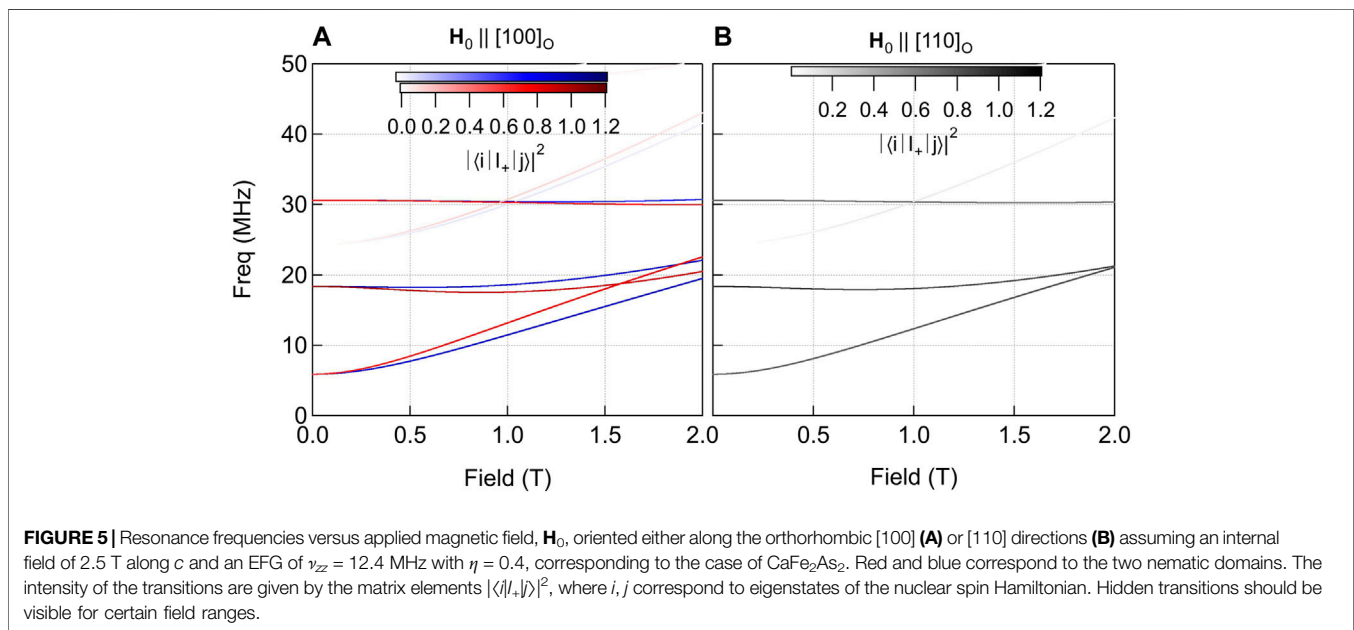 A
H₀ || [100]O
B
H₀ || [110]O
50
40
30
20
10
0
Freq (MHz)
0.0 0.2 0.4 0.6 0.8 1.0 1.2
|⟨i|I₊|j⟩|²
0.2 0.4 0.6 0.8 1.0 1.2
|⟨i|I₊|j⟩|²
0.0 0.5 1.0 1.5 2.0
0.5 1.0 1.5 2.0
Field (T)
Field (T)
FIGURE 5 | Resonance frequencies versus applied magnetic field, H₀, oriented either along the orthorhombic [100] (A) or [110] directions (B) assuming an internal
field of 2.5 T along c and an EFG of νzz = 12.4 MHz with η = 0.4, corresponding to the case of CaFe₂As₂. Red and blue correspond to the two nematic domains. The
intensity of the transitions are given by the matrix elements |⟨i|I₊|j⟩|², where i, j correspond to eigenstates of the nuclear spin Hamiltonian. Hidden transitions should be
visible for certain field ranges.